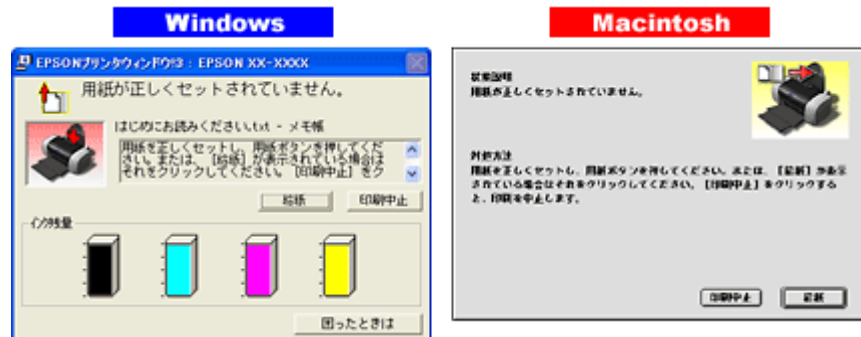 Windows
EPSONプリンタウィンドウ!3 : EPSON XX-XXXX
用紙が正しくセットされていません。
はじめにお読みください.txt - メモ帳
用紙を正しくセットし、用紙ボタンを押してくだ
さい。または、［給紙］が表示されている場合は
それをクリックしてください。［印刷中止］をク
給紙
印刷中止
インク残量
困ったときは
Macintosh
状態説明
用紙が正しくセットされていません。
対処方法
用紙を正しくセットし、用紙ボタンを押してください。または、［給紙］が表示
されている場合はそれをクリックしてください。［印刷中止］をクリックする
と、印刷を中止します。
印刷中止
給紙